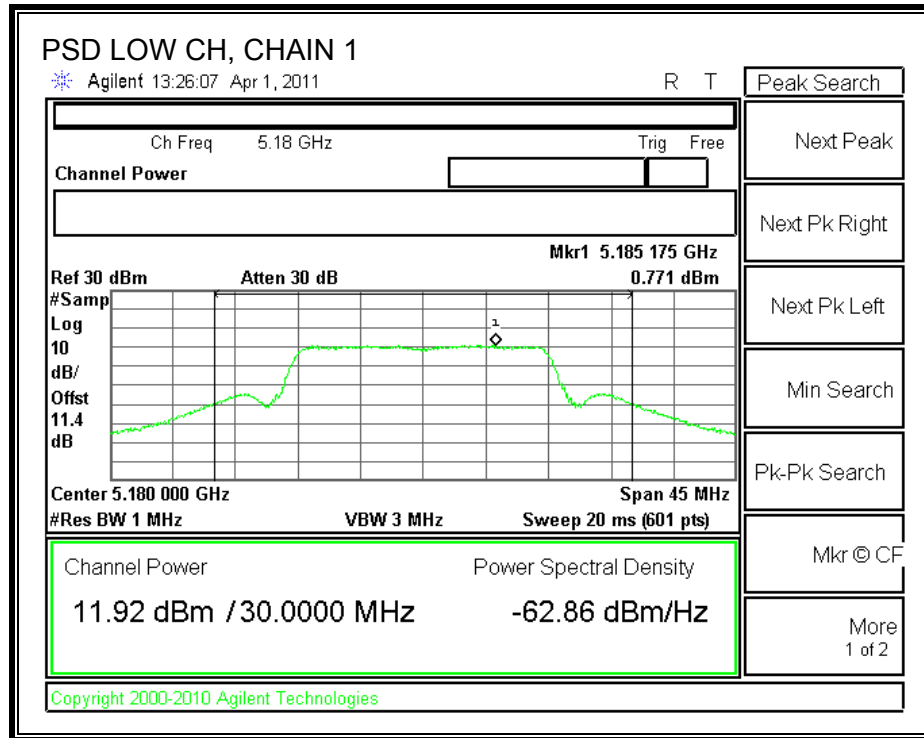 PSD LOW CH, CHAIN 1
Agilent 13:26:07 Apr 1, 2011 R T
Peak Search
Ch Freq 5.18 GHz Trig Free
Channel Power
Next Peak
Next Pk Right
Mkr1 5.185 175 GHz
Ref 30 dBm Atten 30 dB 0.771 dBm
#Samp
Log
10
dB/
Offst
11.4
dB
1
Next Pk Left
Min Search
Pk-Pk Search
Center 5.180 000 GHz Span 45 MHz
#Res BW 1 MHz VBW 3 MHz Sweep 20 ms (601 pts)
Channel Power Power Spectral Density
11.92 dBm / 30.0000 MHz -62.86 dBm/Hz
Mkr © CF
More
1 of 2
Copyright 2000-2010 Agilent Technologies